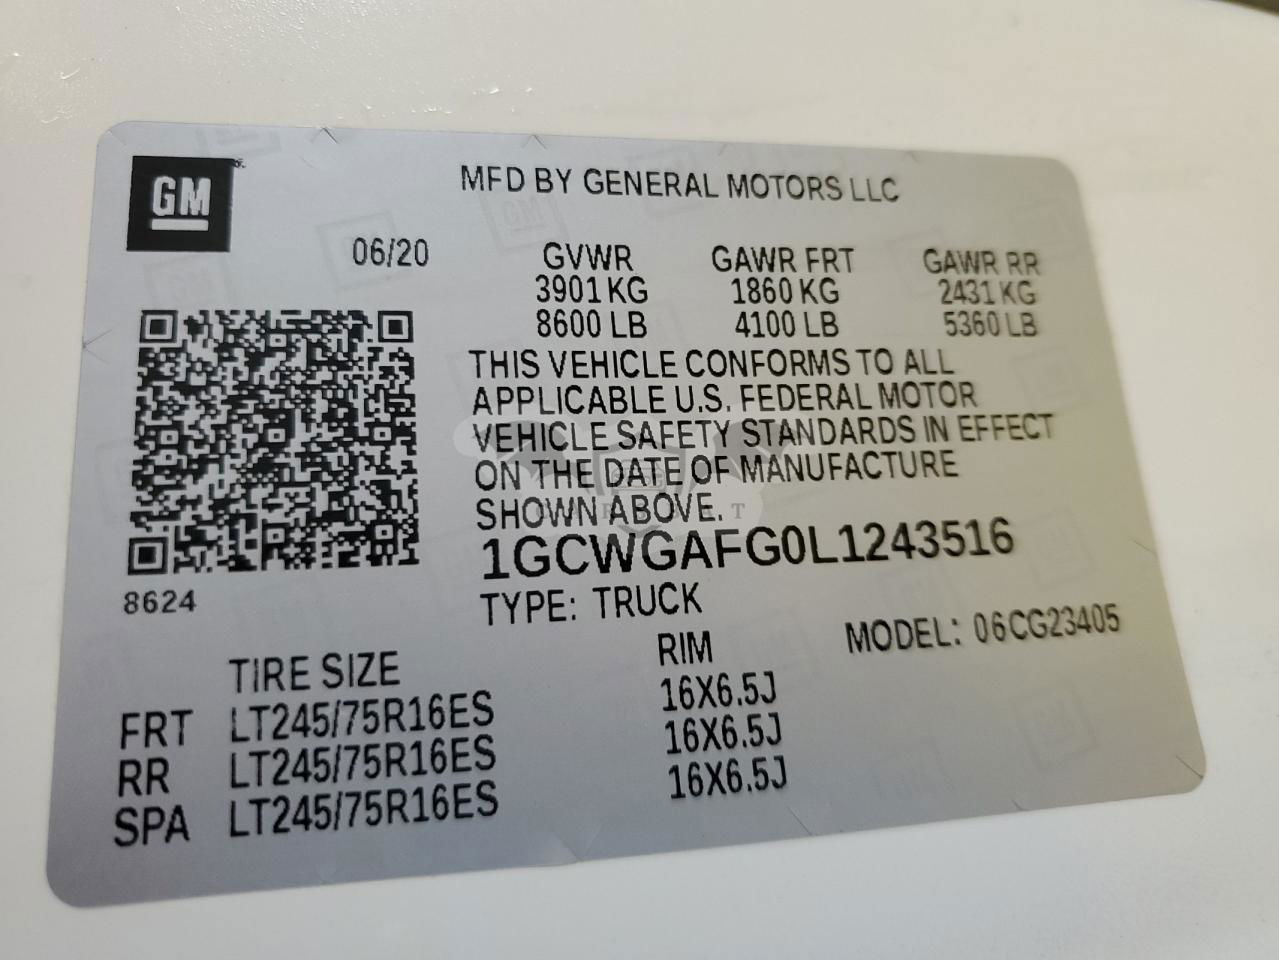 GM
MFD BY GENERAL MOTORS LLC
06/20 GVWR GAWR FRT GAWR RR
3901 KG 1860 KG 2431 KG
8600 LB 4100 LB 5360 LB
THIS VEHICLE CONFORMS TO ALL
APPLICABLE U.S. FEDERAL MOTOR
VEHICLE SAFETY STANDARDS IN EFFECT
ON THE DATE OF MANUFACTURE
SHOWN ABOVE.
1GCWGAFG0L1243516
8624
TYPE: TRUCK
MODEL: 06CG23405
TIRE SIZE RIM
FRT LT245/75R16ES 16X6.5J
RR LT245/75R16ES 16X6.5J
SPA LT245/75R16ES 16X6.5J